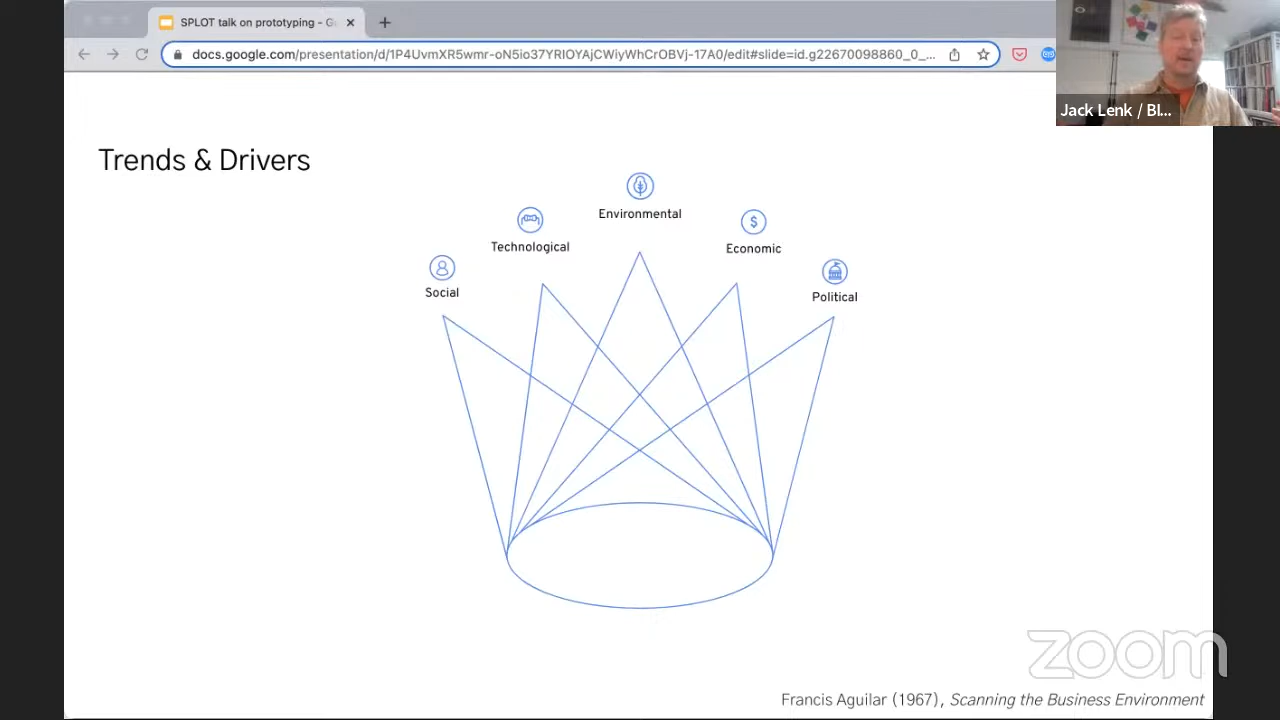 SPLOT talk on prototyping - G
docs.google.com/presentation/d/1P4UvmXR5wmr-oN5io37YRIOYAjCWiyWhCrOBVj-17A0/edit#slide=id.g22670098860_0_...
Jack Lenk / Bl...
Trends & Drivers
Environmental
Technological
$
Economic
Social
Political
zoom
Francis Aguilar (1967), Scanning the Business Environment